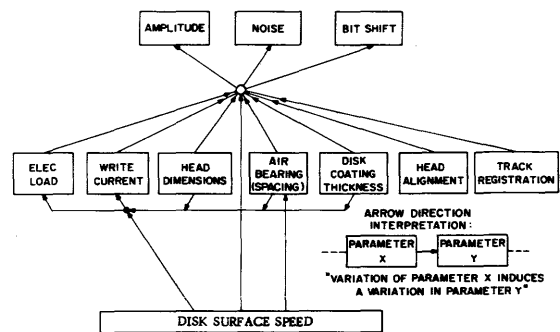 AMPLITUDE
NOISE
BIT SHIFT
ELEC
LOAD
WRITE
CURRENT
HEAD
DIMENSIONS
AIR
BEARING
(SPACING)
DISK
COATING
THICKNESS
HEAD
ALIGNMENT
TRACK
REGISTRATION
ARROW DIRECTION
INTERPRETATION:
PARAMETER
X
PARAMETER
Y
"VARIATION OF PARAMETER X INDUCES
A VARIATION IN PARAMETER Y"
DISK SURFACE SPEED